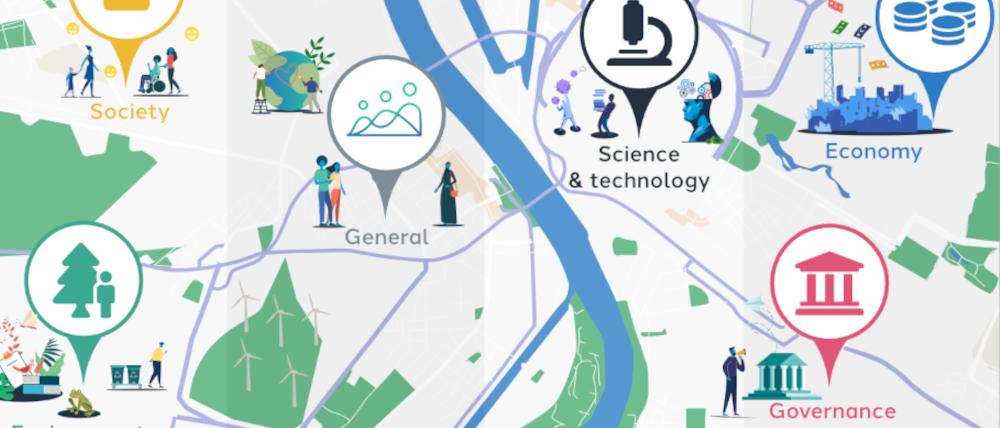 Society
Science
& technology
Economy
General
Governance